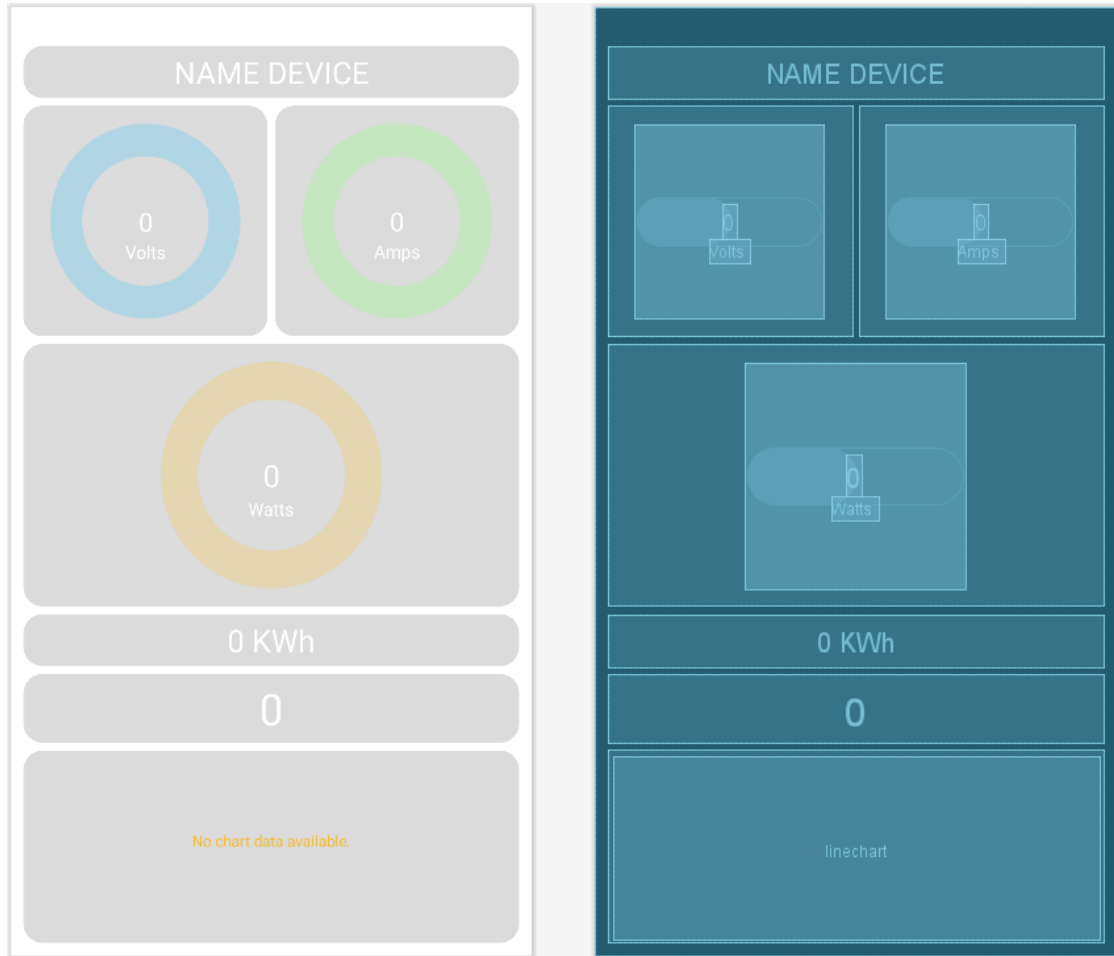 NAME DEVICE
0
Volts
0
Amps
0
Watts
0 KWh
0
No chart data available.
NAME DEVICE
0
Volts
0
Amps
0
Watts
0 KWh
0
linechart